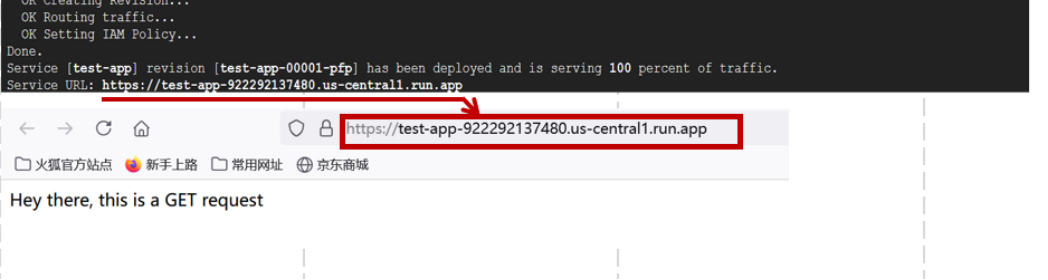 OK Creating Revision...
OK Routing traffic...
OK Setting IAM Policy...
Done.
Service [test-app] revision [test-app-00001-pfp] has been deployed and is serving 100 percent of traffic.
Service URL: https://test-app-922292137480.us-central1.run.app
https://test-app-922292137480.us-central1.run.app
火狐官方站点 新手上路 常用网址 京东商城
Hey there, this is a GET request